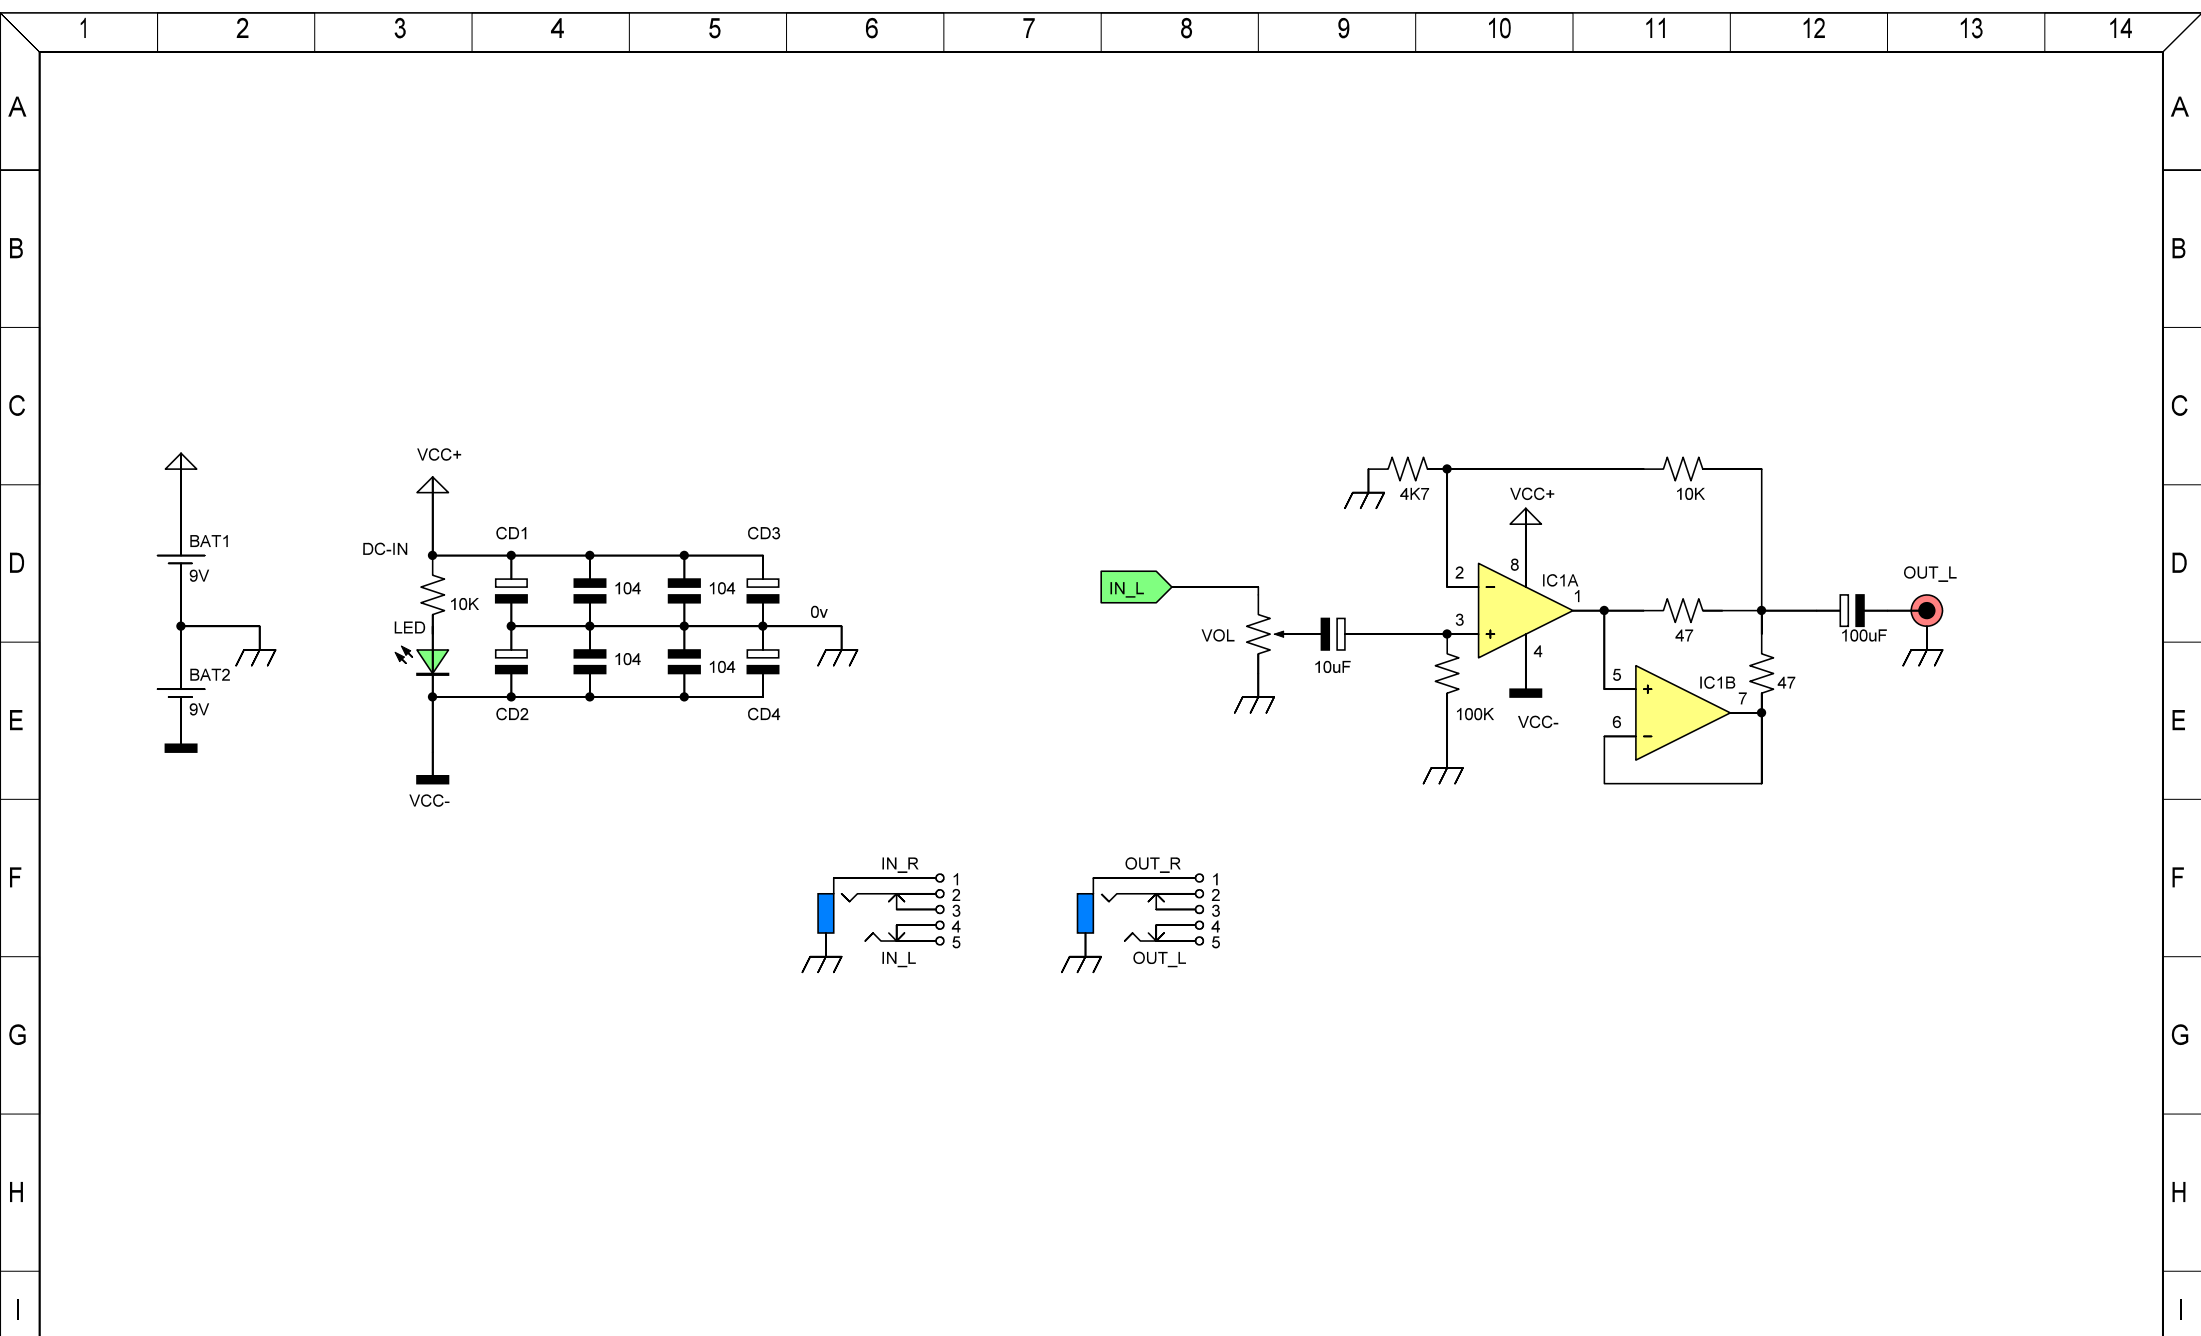 1 2 3 4 5 6 7 8 9 10 11 12 13 14
A A
B B
C C
VCC+
4K7 10K
VCC+
BAT1
9V
DC-IN
CD1 CD3
104 104
10K
0v
LED
104 104
CD2 CD4
BAT2
9V
VCC-
D D
IN_L
VOL
10uF
2
3
8
IC1A
1
4
100K
VCC-
47
5
6
IC1B
7
47
100uF
OUT_L
E E
F F
IN_R
1
2
3
4
5
IN_L
OUT_R
1
2
3
4
5
OUT_L
G G
H H
I I